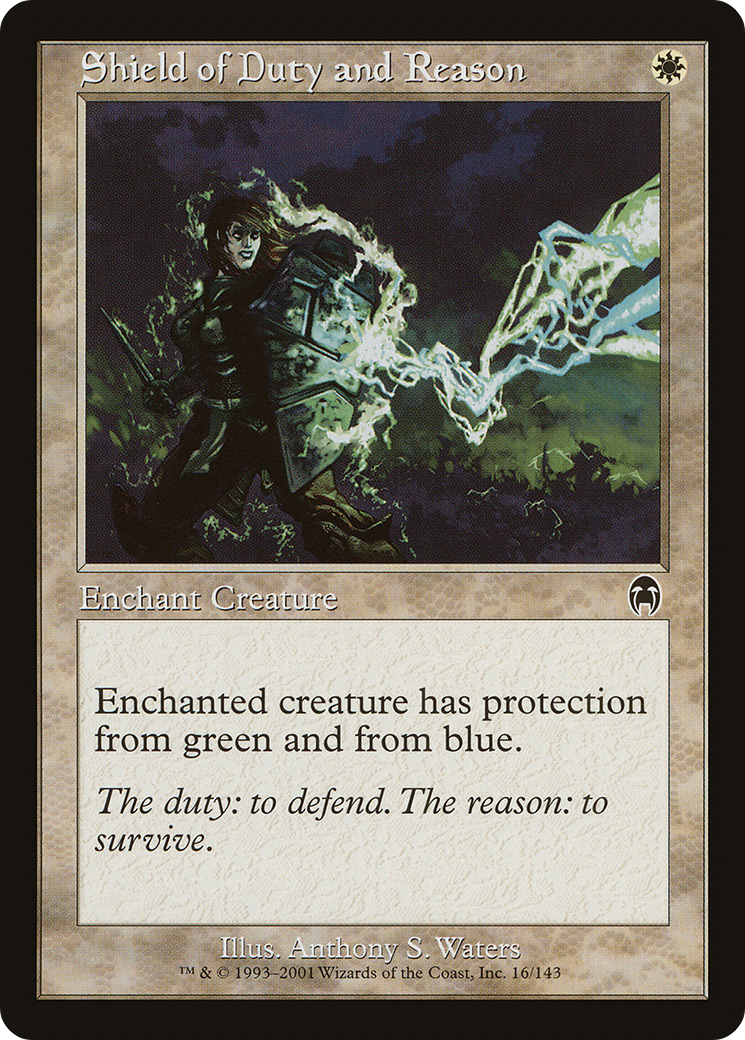 Shield of Duty and Reason
Enchant Creature
Enchanted creature has protection
from green and from blue.
The duty: to defend. The reason: to
survive.
Illus. Anthony S. Waters
™ & © 1993–2001 Wizards of the Coast, Inc. 16/143